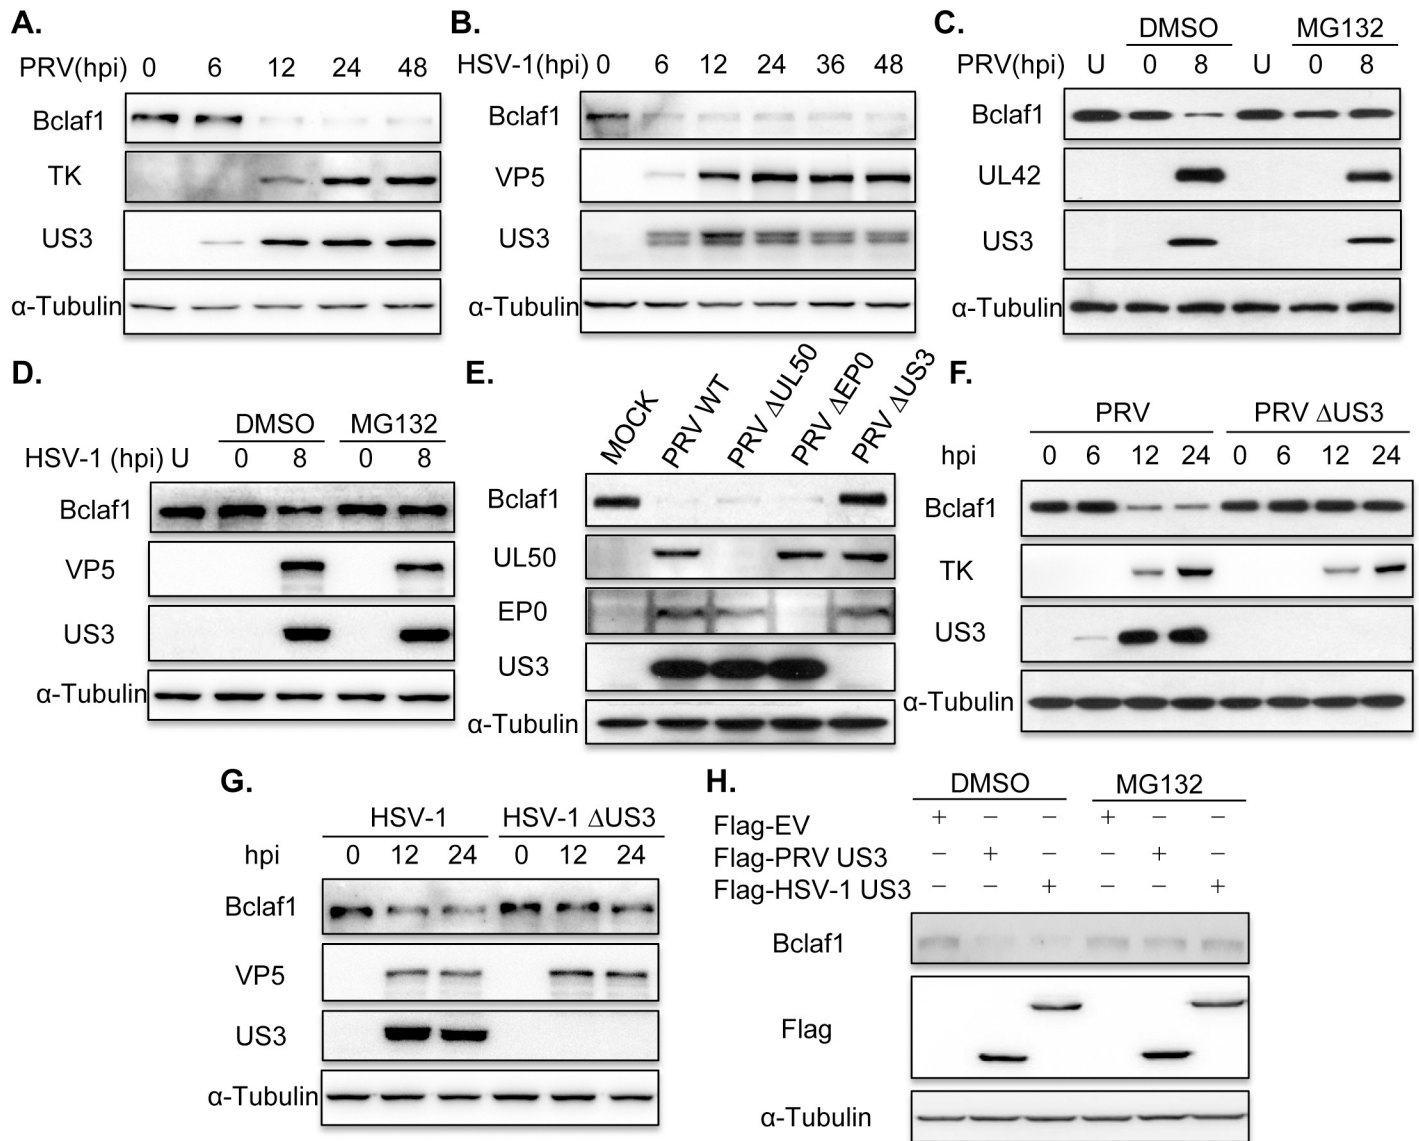 A.
PRV(hpi) 0 6 12 24 48
Bclaf1
TK
US3
α-Tubulin
B.
HSV-1(hpi) 0 6 12 24 36 48
Bclaf1
VP5
US3
α-Tubulin
C.
DMSO MG132
PRV(hpi) U 0 8 U 0 8
Bclaf1
UL42
US3
α-Tubulin
D.
DMSO MG132
HSV-1 (hpi) U 0 8 0 8
Bclaf1
VP5
US3
α-Tubulin
E.
MOCK
PRV WT
PRV ΔUL50
PRV ΔEP0
PRV ΔUS3
Bclaf1
UL50
EP0
US3
α-Tubulin
F.
PRV PRV ΔUS3
hpi 0 6 12 24 0 6 12 24
Bclaf1
TK
US3
α-Tubulin
G.
HSV-1 HSV-1 ΔUS3
hpi 0 12 24 0 12 24
Bclaf1
VP5
US3
α-Tubulin
H.
DMSO MG132
Flag-EV + − − + − −
Flag-PRV US3 − + − − + −
Flag-HSV-1 US3 − − + − − +
Bclaf1
Flag
α-Tubulin